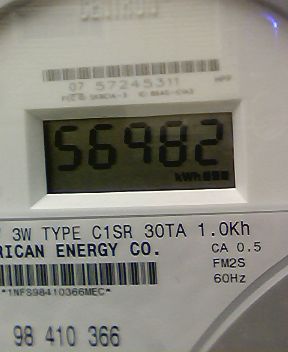 CENTRON
07 57245311
56982
kWh
3W TYPE C1SR 30TA 1.0Kh
RICAN ENERGY CO.
CA 0.5
FM2S
60Hz
*1NFS98410366MEC*
98 410 366